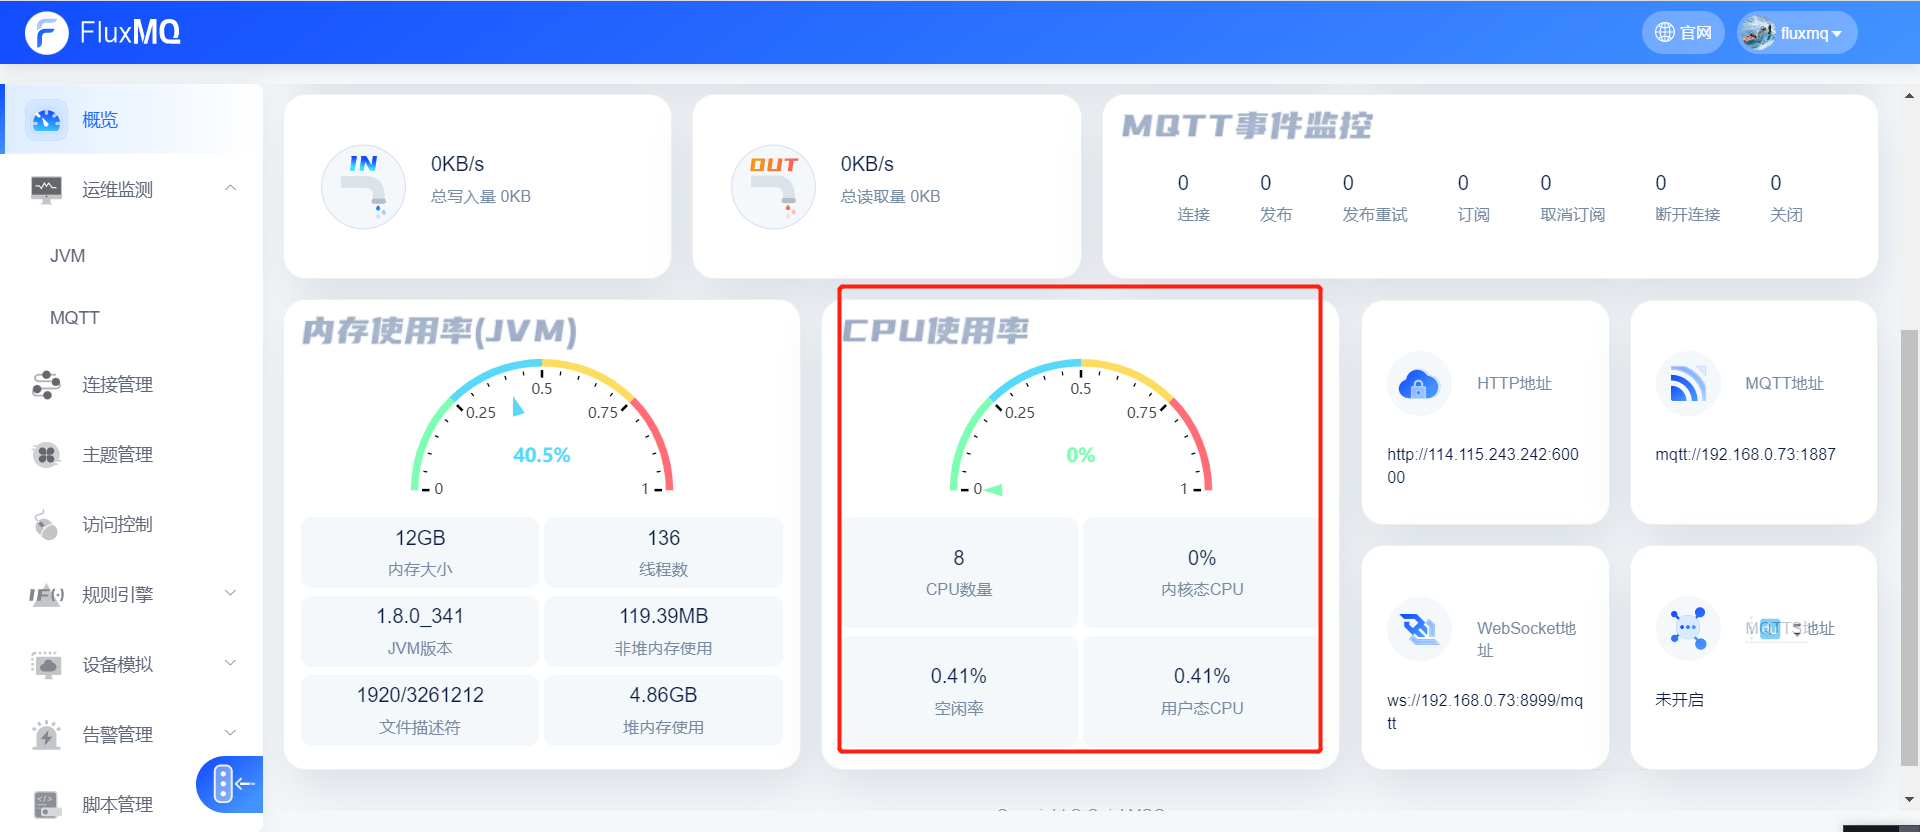 FluxMQ
官网
fluxmq
概览
运维监测
JVM
MQTT
连接管理
主题管理
访问控制
IF(·)
规则引擎
设备模拟
告警管理
脚本管理
IN
0KB/s
总写入量 0KB
OUT
0KB/s
总读取量 0KB
MQTT事件监控
0 0 0 0 0 0 0
连接 发布 发布重试 订阅 取消订阅 断开连接 关闭
内存使用率(JVM)
0 0.25 0.5 0.75 1
40.5%
12GB
内存大小
136
线程数
1.8.0_341
JVM版本
119.39MB
非堆内存使用
1920/3261212
文件描述符
4.86GB
堆内存使用
CPU使用率
0 0.25 0.5 0.75 1
0%
8
CPU数量
0%
内核态CPU
0.41%
空闲率
0.41%
用户态CPU
HTTP地址
http://114.115.243.242:600
00
MQTT地址
mqtt://192.168.0.73:1887
WebSocket地
址
ws://192.168.0.73:8999/mq
tt
MQTTS地址
未开启